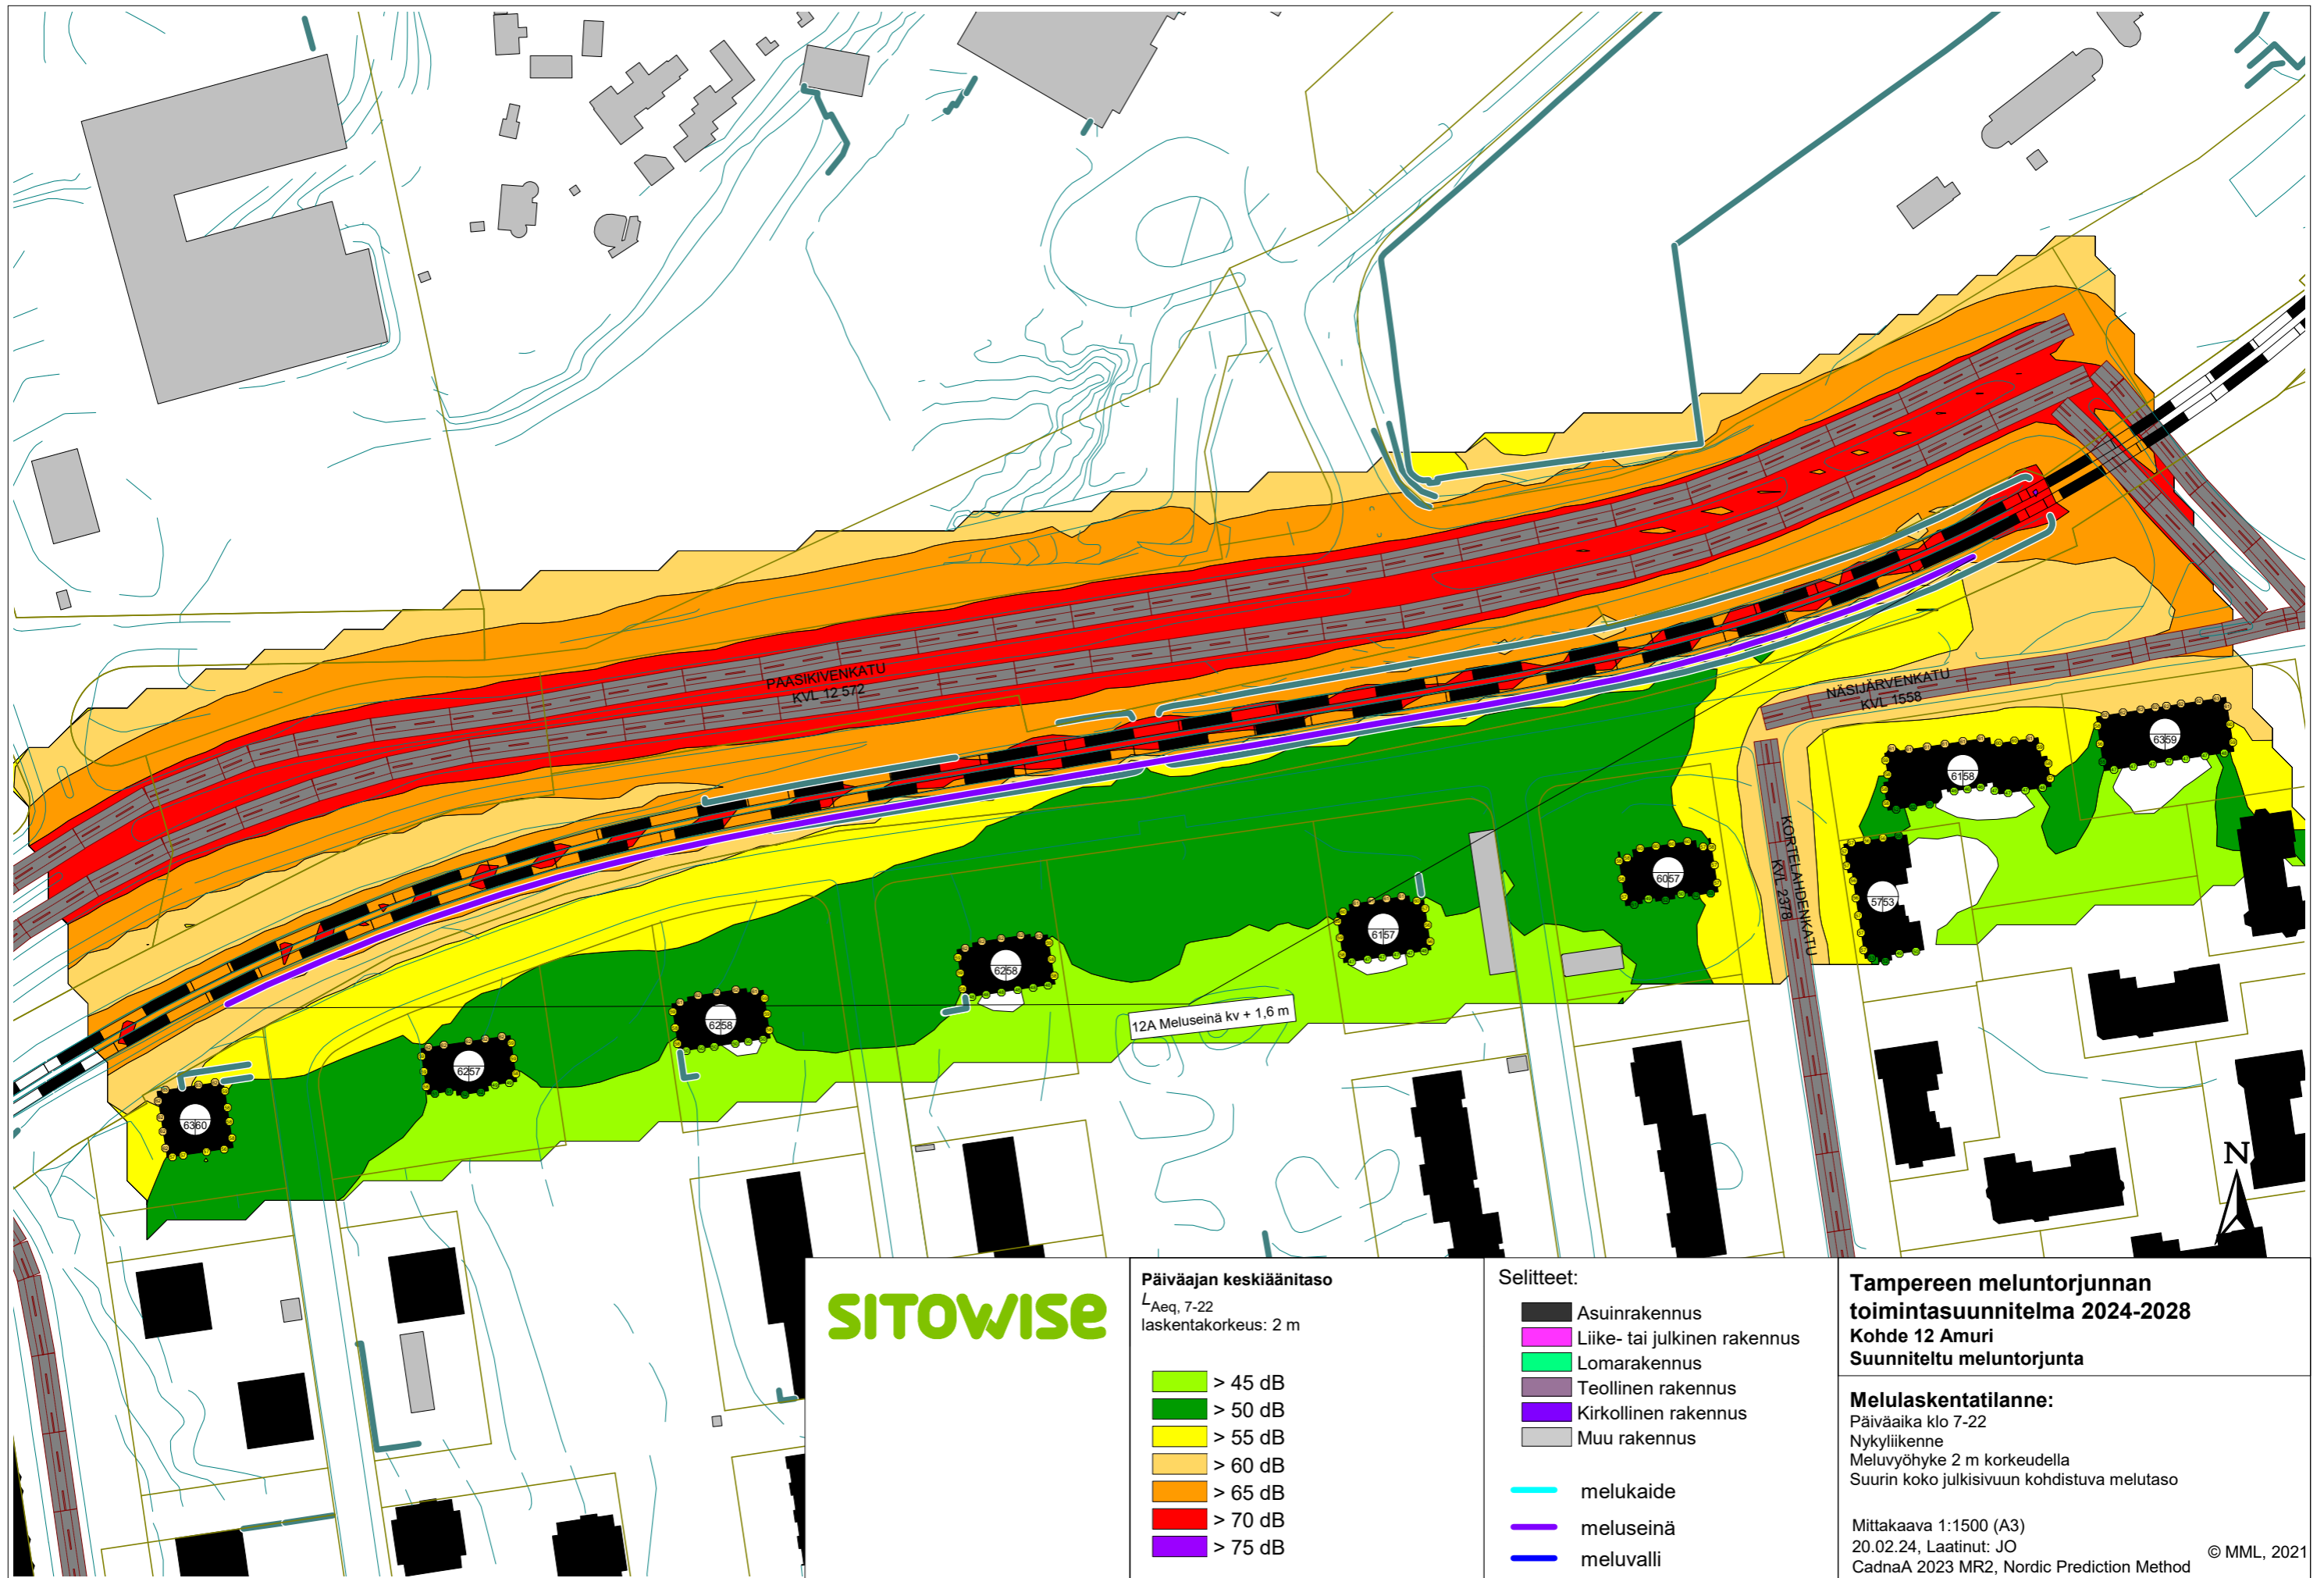 PAASIKIVENKATU
KVL 12 572
NÄSIJÄRVENKATU
KVL 1558
KORTELAHDENKATU
KVL 2378
6359
6158
5753
6057
6157
6258
6258
6257
6360
12A Meluseinä kv + 1,6 m
N
SITOWISE
Päiväajan keskiäänitaso
LAeq, 7-22
laskentakorkeus: 2 m
> 45 dB
> 50 dB
> 55 dB
> 60 dB
> 65 dB
> 70 dB
> 75 dB
Selitteet:
Asuinrakennus
Liike- tai julkinen rakennus
Lomarakennus
Teollinen rakennus
Kirkollinen rakennus
Muu rakennus
melukaide
meluseinä
meluvalli
Tampereen meluntorjunnan
toimintasuunnitelma 2024-2028
Kohde 12 Amuri
Suunniteltu meluntorjunta
Melulaskentatilanne:
Päiväaika klo 7-22
Nykyliikenne
Meluvyöhyke 2 m korkeudella
Suurin koko julkisivuun kohdistuva melutaso
Mittakaava 1:1500 (A3)
20.02.24, Laatinut: JO
CadnaA 2023 MR2, Nordic Prediction Method
© MML, 2021